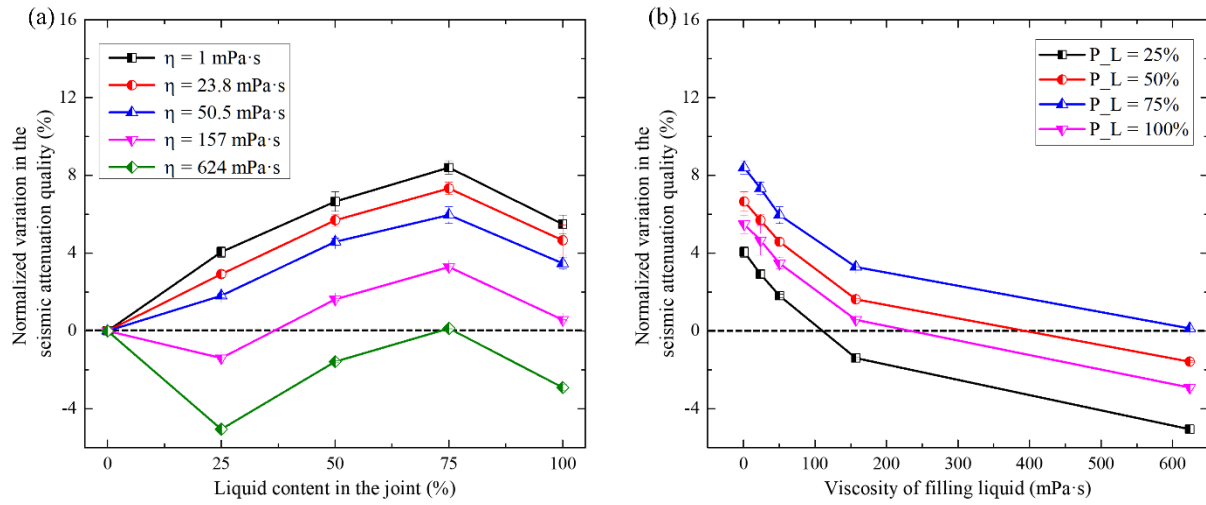 (a)
16
12
8
4
0
-4
Normalized variation in the
seismic attenuation quality (%)
η = 1 mPa·s
η = 23.8 mPa·s
η = 50.5 mPa·s
η = 157 mPa·s
η = 624 mPa·s
0 25 50 75 100
Liquid content in the joint (%)
(b)
16
12
8
4
0
-4
Normalized variation in the
seismic attenuation quality (%)
P_L = 25%
P_L = 50%
P_L = 75%
P_L = 100%
0 100 200 300 400 500 600
Viscosity of filling liquid (mPa·s)